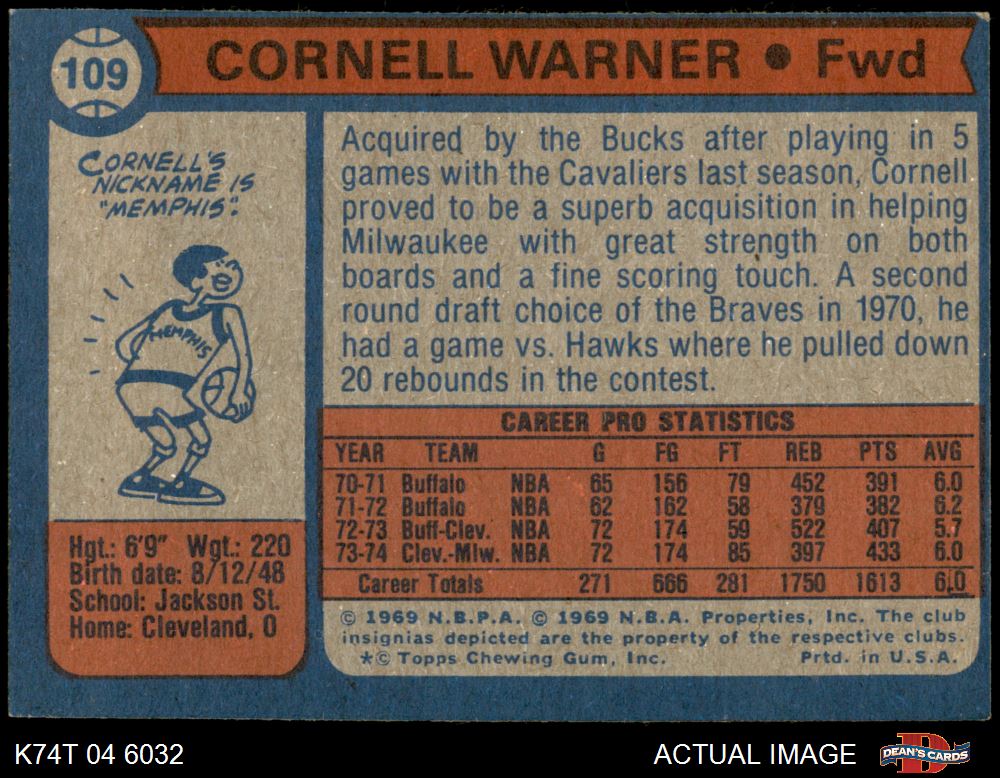 109
CORNELL WARNER • Fwd
CORNELL'S
NICKNAME IS
"MEMPHIS".
MEMPHIS
Hgt.: 6'9" Wgt.: 220
Birth date: 8/12/48
School: Jackson St.
Home: Cleveland, O
Acquired by the Bucks after playing in 5
games with the Cavaliers last season, Cornell
proved to be a superb acquisition in helping
Milwaukee with great strength on both
boards and a fine scoring touch. A second
round draft choice of the Braves in 1970, he
had a game vs. Hawks where he pulled down
20 rebounds in the contest.
CAREER PRO STATISTICS
YEAR TEAM G FG FT REB PTS AVG
70-71 Buffalo NBA 65 156 79 452 391 6.0
71-72 Buffalo NBA 62 162 58 379 382 6.2
72-73 Buff-Clev. NBA 72 174 59 522 407 5.7
73-74 Clev.-Mlw. NBA 72 174 85 397 433 6.0
Career Totals 271 666 281 1750 1613 6.0
© 1969 N.B.P.A. © 1969 N.B.A. Properties, Inc. The club
insignias depicted are the property of the respective clubs.
*© Topps Chewing Gum, Inc. Prtd. in U.S.A.
K74T 04 6032
ACTUAL IMAGE
D
DEAN'S CARDS